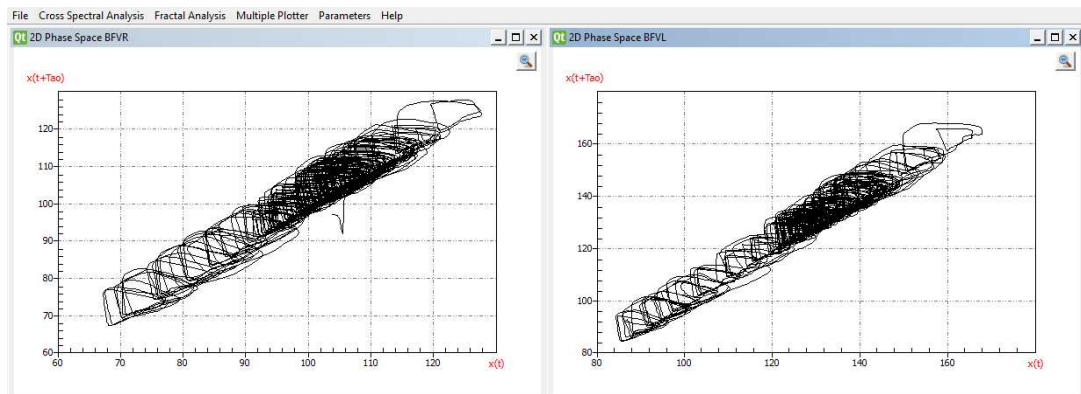 File Cross Spectral Analysis Fractal Analysis Multiple Plotter Parameters Help
Qt 2D Phase Space BFVR
x(t+Tao)
120
110
100
90
80
70
60
60 70 80 90 100 110 120
x(t)
Qt 2D Phase Space BFVL
x(t+Tao)
160
140
120
100
80
80 100 120 140 160
x(t)